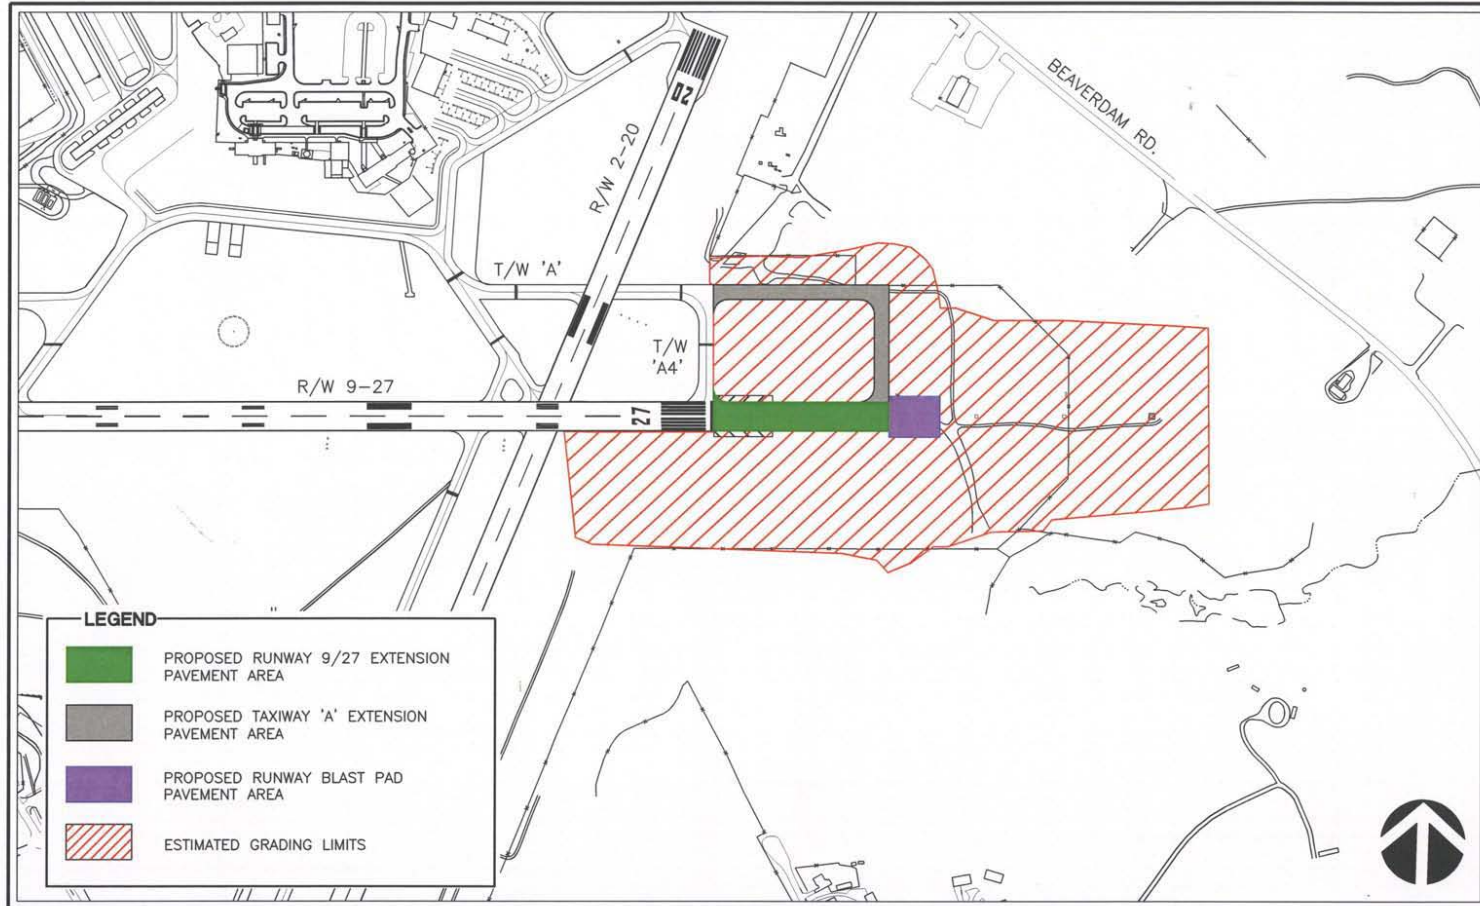 BEAVERDAM RD.
20
R/W 2-20
T/W 'A'
T/W
'A4'
R/W 9-27
27
LEGEND
PROPOSED RUNWAY 9/27 EXTENSION
PAVEMENT AREA
PROPOSED TAXIWAY 'A' EXTENSION
PAVEMENT AREA
PROPOSED RUNWAY BLAST PAD
PAVEMENT AREA
ESTIMATED GRADING LIMITS